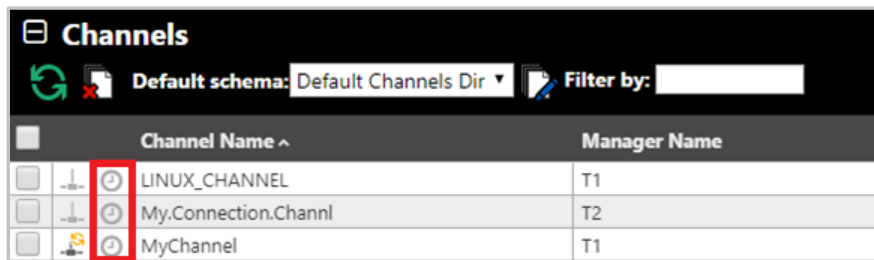 Channels
Default schema: Default Channels Dir Filter by:
Channel Name Manager Name
LINUX_CHANNEL T1
My.Connection.Channl T2
MyChannel T1